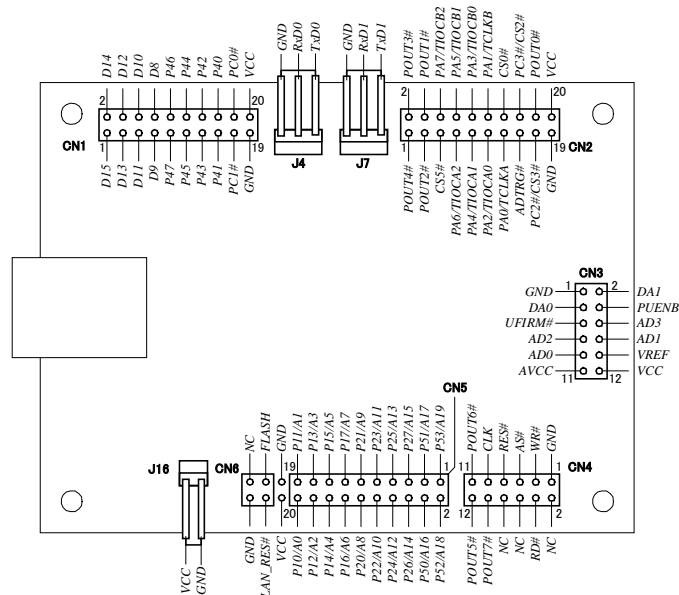 D14 D12 D10 D8 P46 P44 P42 P40 PC0# VCC
GND RxD0 TxD0
GND RxD1 TxD1
POUT3# POUT1# PA7/TIOCB2 PA5/TIOCB1 PA3/TIOCB0 PA1/TCLKB CS0# PC3#/CS2# POUT0# VCC
2 20
2 20
CN1
1 19
J4
J7
1 19
CN2
D15 D13 D11 D9 P47 P45 P43 P41 PC1# GND
POUT4# POUT2# CS5# PA6/TIOCA2 PA4/TIOCA1 PA2/TIOCA0 PA0/TCLKA ADTRG# PC2#/CS3# GND
CN3
GND 1 2 DA1
DA0 PUENB
UFIRM# AD3
AD2 AD1
AD0 VREF
AVCC 11 12 VCC
CN5
NC FLASH GND P11/A1 P13/A3 P15/A5 P17/A7 P21/A9 P23/A11 P25/A13 P27/A15 P51/A17 P53/A19
POUT6# CLK RES# AS# WR# GND
J16
CN6
19 1
11 1
CN4
20 2
12 2
VCC GND
GND LAN_RES# VCC P10/A0 P12/A2 P14/A4 P16/A6 P20/A8 P22/A10 P24/A12 P26/A14 P50/A16 P52/A18
POUT5# POUT7# NC NC RD# NC